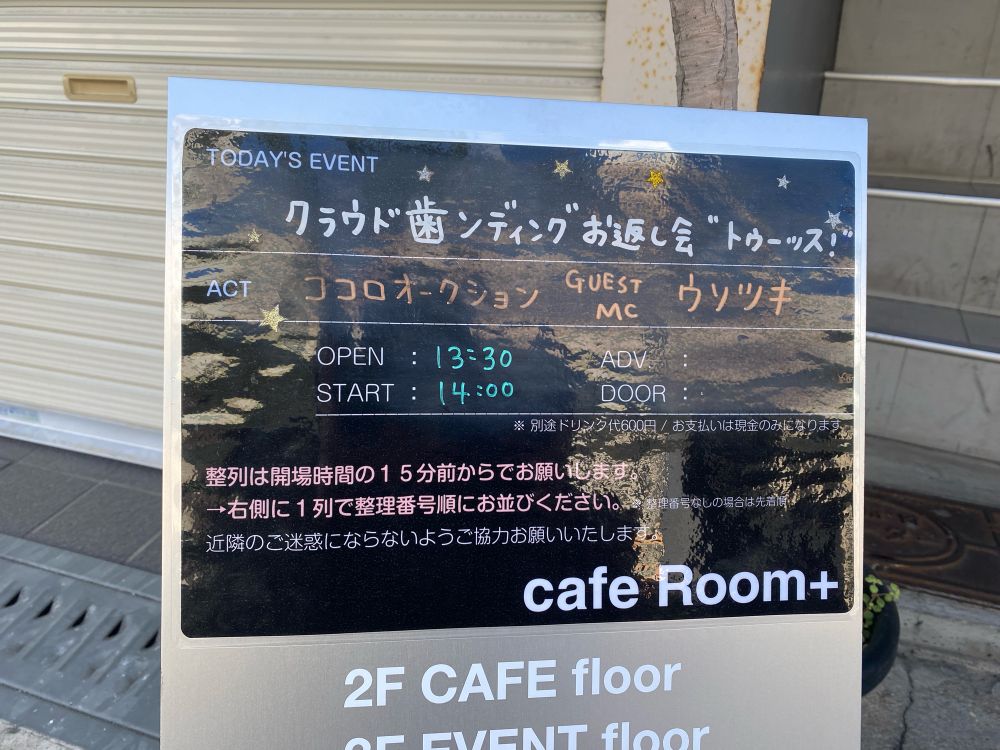 TODAY'S EVENT
クラウド歯ンディングお返し会"トゥーッス!"
ACT ココロオークション GUEST MC ウソツキ
OPEN : 13:30 ADV. :
START : 14:00 DOOR :
※ 別途ドリンク代600円 / お支払いは現金のみになります
整列は開場時間の15分前からでお願いします。
→右側に1列で整理番号順にお並びください。※ 整理番号なしの場合は先着順
近隣のご迷惑にならないようご協力お願いいたします。
cafe Room+
2F CAFE floor
EVENT floor